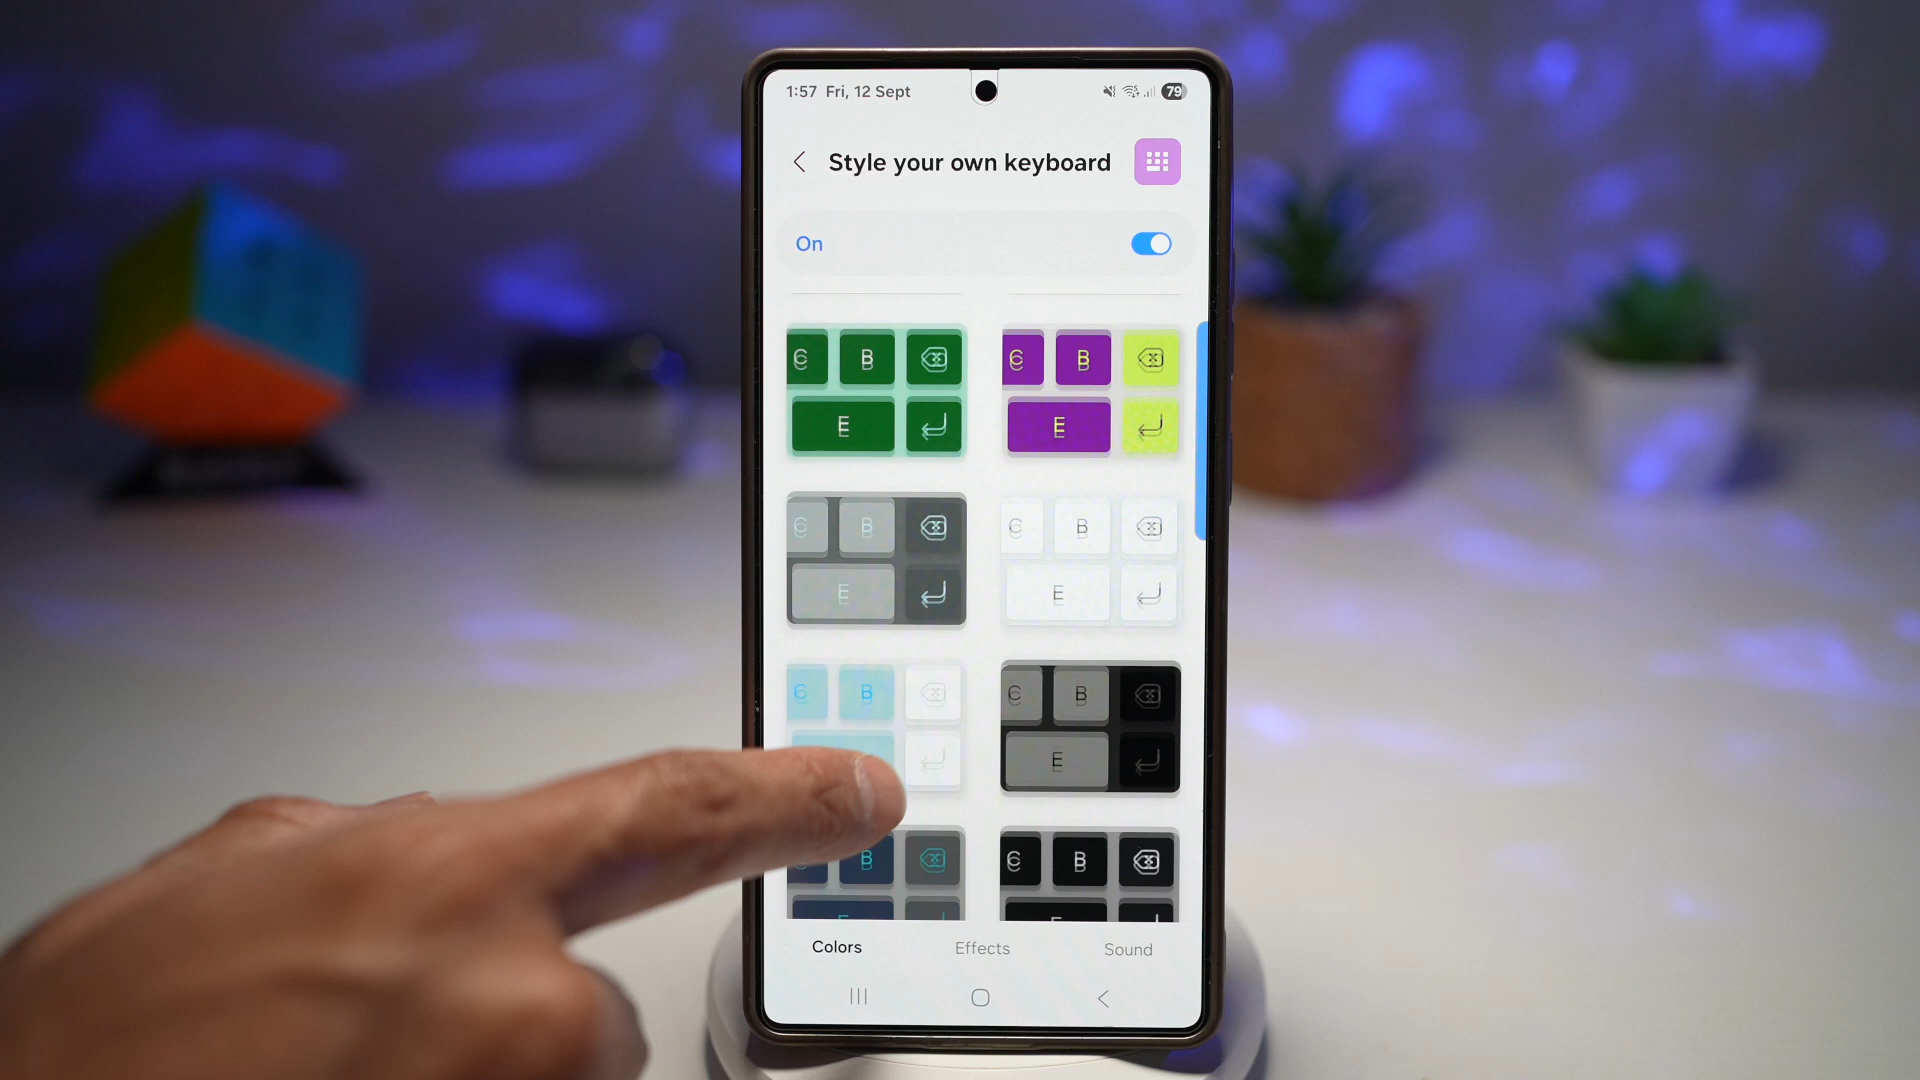 1:57 Fri, 12 Sept 79
Style your own keyboard
On
C B C B
E E
C B C B
E E
C B C B
E
B C B
E E
Colors Effects Sound